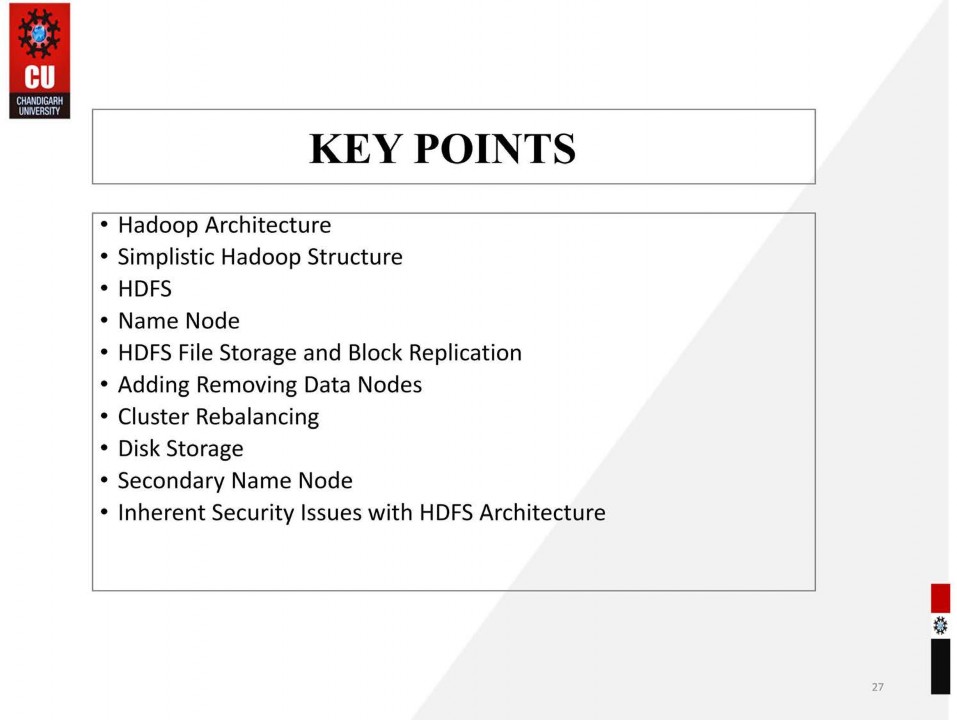 CU
CHANDIGARH
UNIVERSITY
KEY POINTS
• Hadoop Architecture
• Simplistic Hadoop Structure
• HDFS
• Name Node
• HDFS File Storage and Block Replication
• Adding Removing Data Nodes
• Cluster Rebalancing
• Disk Storage
• Secondary Name Node
• Inherent Security Issues with HDFS Architecture
27